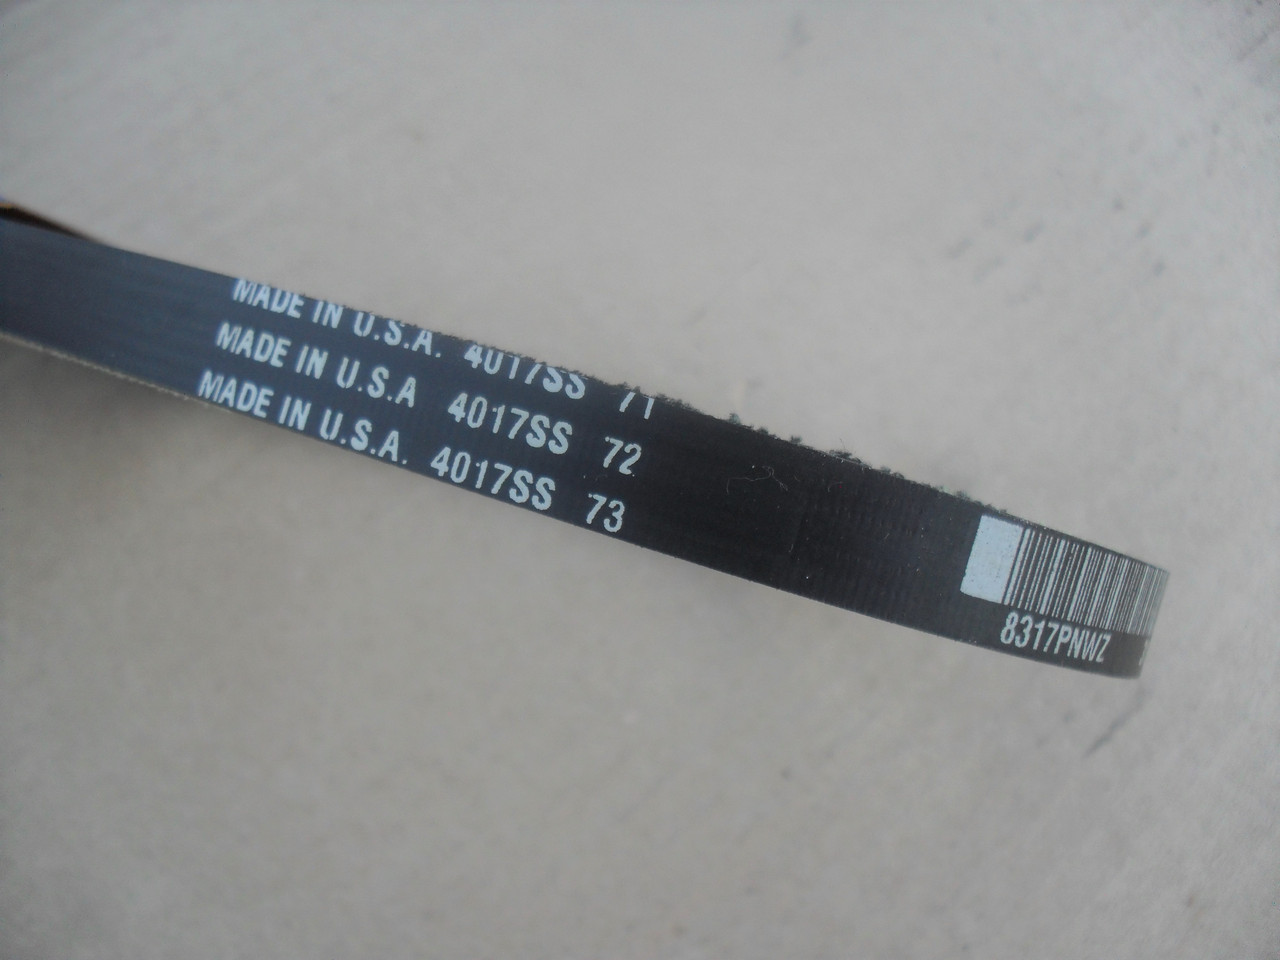 MADE IN U.S.A. 4017SS 71
MADE IN U.S.A 4017SS 72
MADE IN U.S.A. 4017SS 73
8317PNWZ